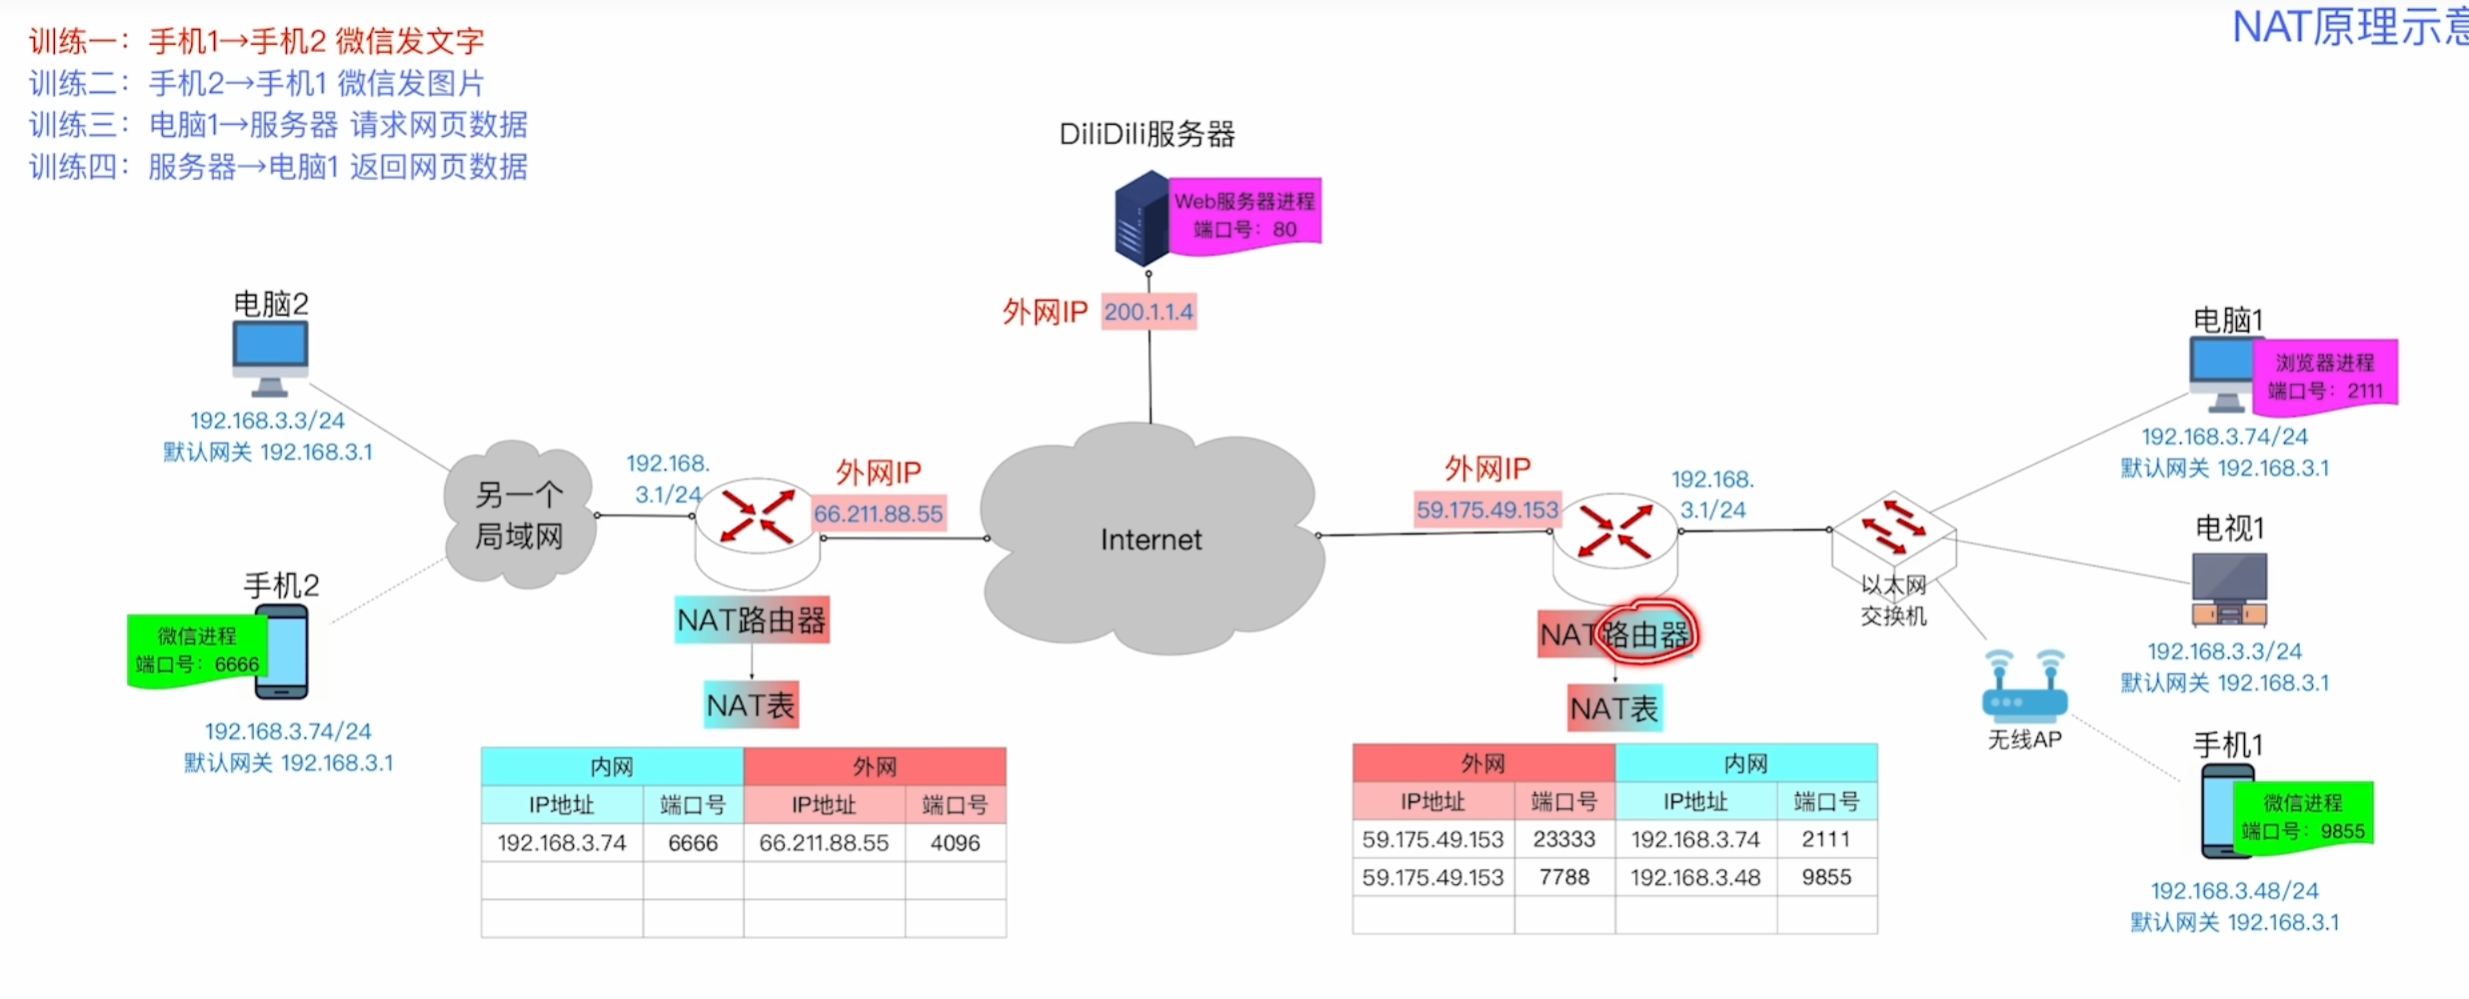 训练一：手机1→手机2 微信发文字
训练二：手机2→手机1 微信发图片
训练三：电脑1→服务器 请求网页数据
训练四：服务器→电脑1 返回网页数据
NAT原理示意
DiliDili服务器
Web服务器进程
端口号：80
外网IP 200.1.1.4
电脑2
192.168.3.3/24
默认网关 192.168.3.1
另一个
局域网
手机2
微信进程
端口号：6666
192.168.3.74/24
默认网关 192.168.3.1
192.168.
3.1/24
外网IP
66.211.88.55
NAT路由器
NAT表
内网 外网
IP地址 端口号 IP地址 端口号
192.168.3.74 6666 66.211.88.55 4096
Internet
外网IP
59.175.49.153
192.168.
3.1/24
NAT路由器
NAT表
外网 内网
IP地址 端口号 IP地址 端口号
59.175.49.153 23333 192.168.3.74 2111
59.175.49.153 7788 192.168.3.48 9855
以太网
交换机
电脑1
浏览器进程
端口号：2111
192.168.3.74/24
默认网关 192.168.3.1
电视1
192.168.3.3/24
默认网关 192.168.3.1
无线AP
手机1
微信进程
端口号：9855
192.168.3.48/24
默认网关 192.168.3.1